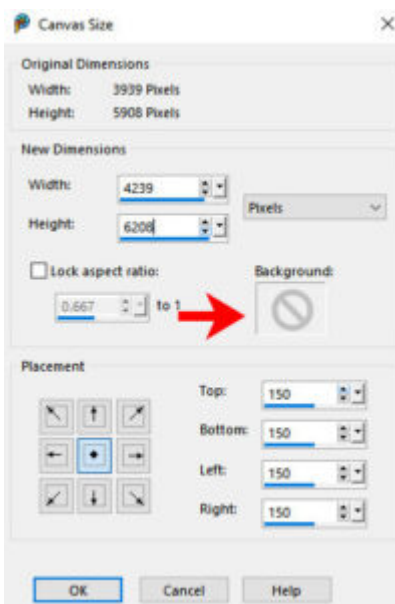 Canvas Size
Original Dimensions
Width: 3939 Pixels
Height: 5908 Pixels
New Dimensions
Width: 4239
Pixels
Height: 6208
Lock aspect ratio: Background:
0.667 to 1
Placement
Top: 150
Bottom: 150
Left: 150
Right: 150
OK Cancel Help